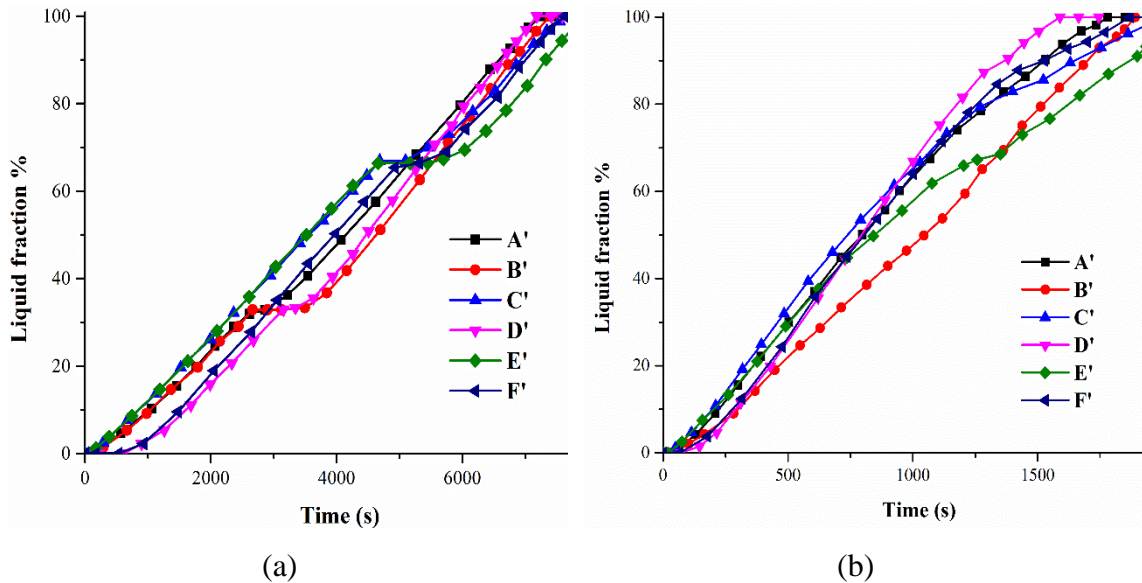 100
80
60
40
20
0
Liquid fraction %
0
2000
4000
6000
Time (s)
A'
B'
C'
D'
E'
F'
(a)
100
80
60
40
20
0
Liquid fraction %
0
500
1000
1500
Time (s)
A'
B'
C'
D'
E'
F'
(b)